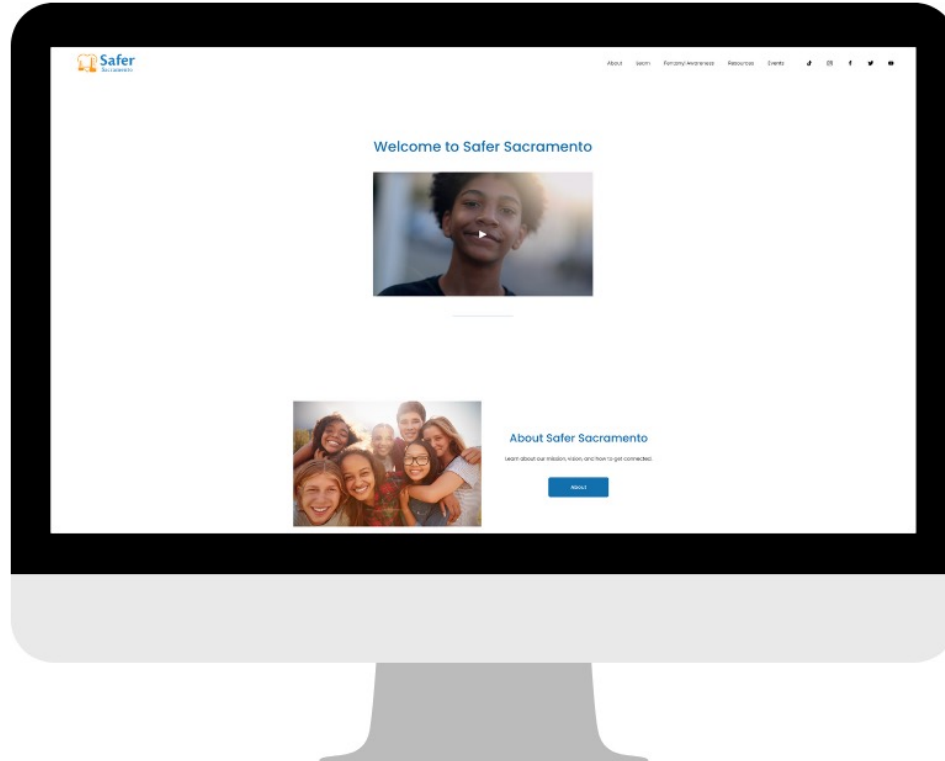 Safer
Sacramento
About Learn Fentanyl Awareness Resources Events
Welcome to Safer Sacramento
About Safer Sacramento
Learn about our mission, vision, and how to get connected.
About